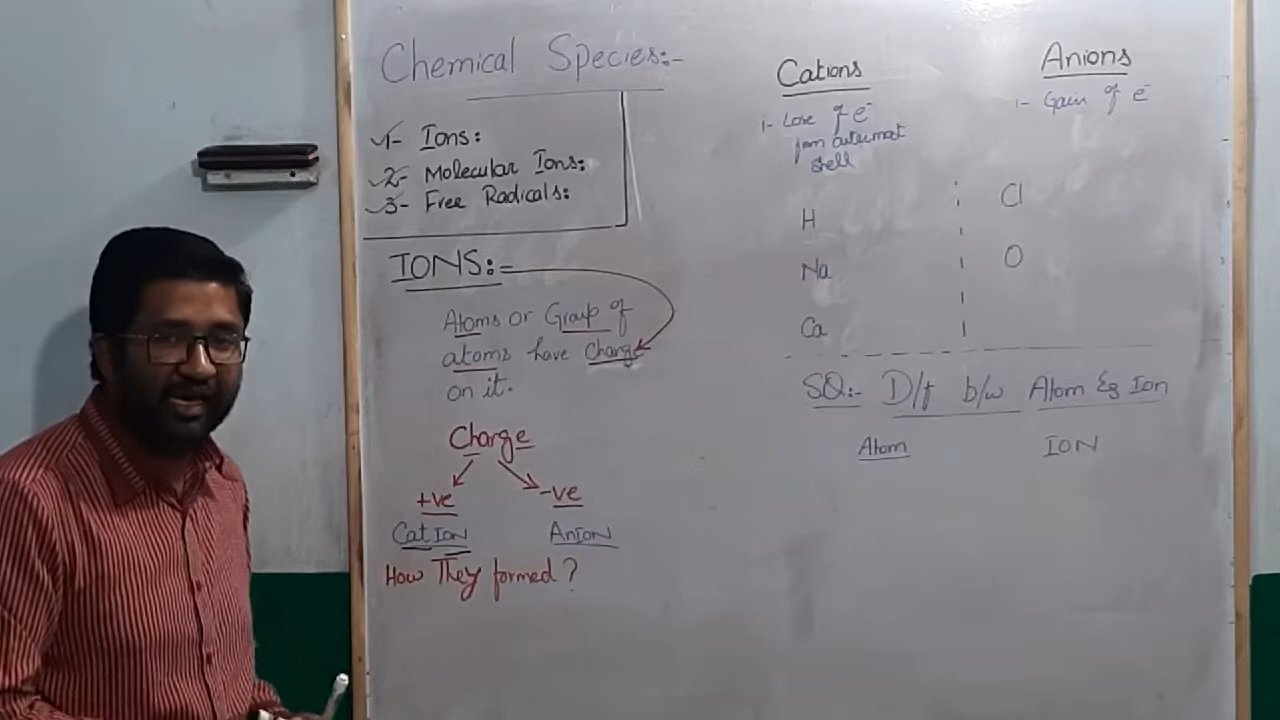 Chemical Species:-
1- Ions:
2- Molecular Ions:
3- Free Radicals:
IONS:-
Atoms or Group of
atoms have Charge
on it.
Charge
+ve -ve
CatION AnION
How They formed?
Cations
i- Lose of e⁻
from outermost
shell
H
Na
Ca
Anions
i- Gain of e⁻
Cl
O
SQ:- D/f b/w Atom & Ion
Atom ION